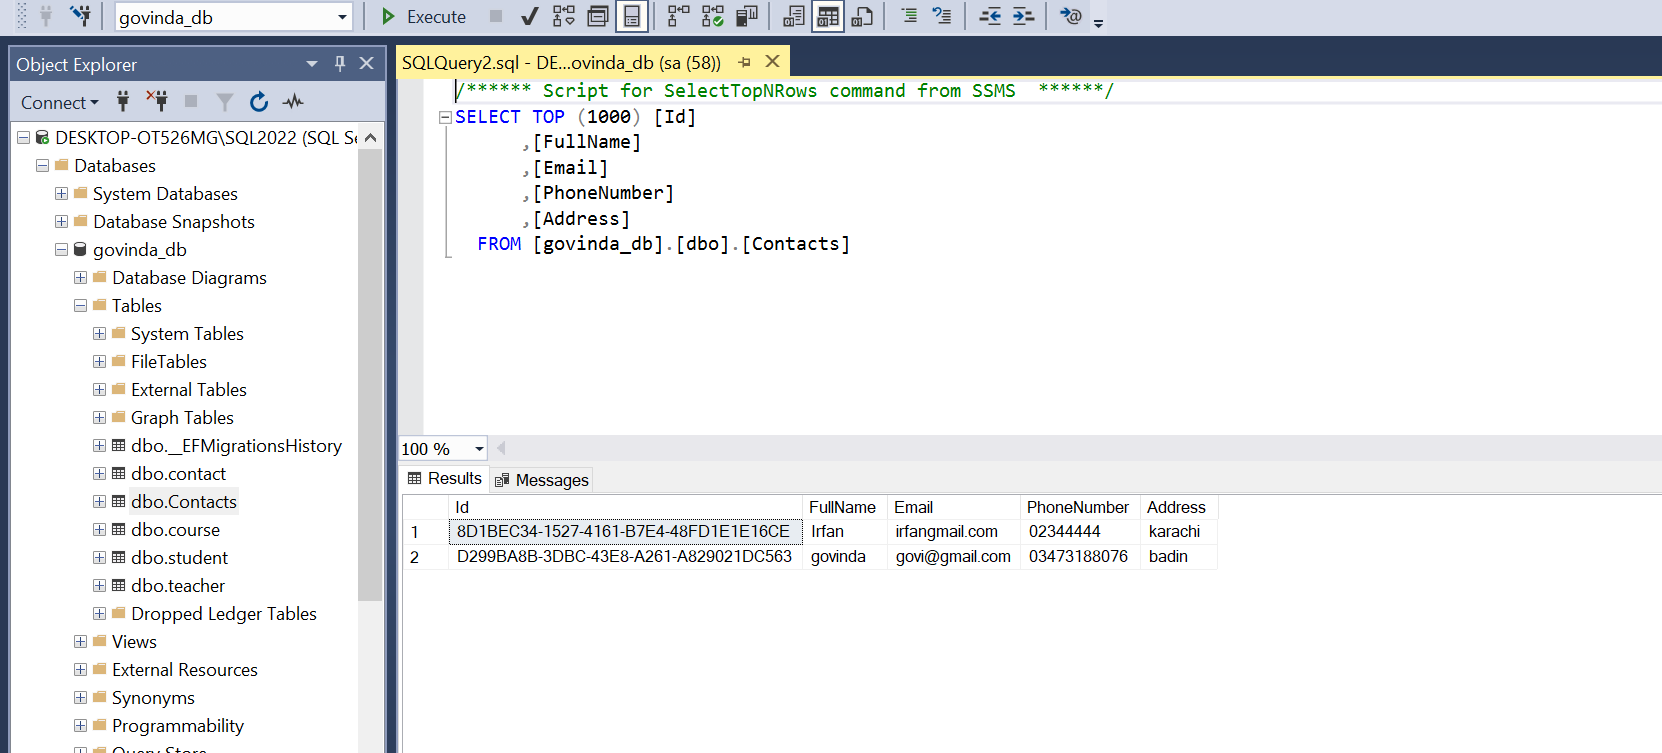 govinda_db
Execute
Object Explorer
Connect
DESKTOP-OT526MG\SQL2022 (SQL Se
Databases
System Databases
Database Snapshots
govinda_db
Database Diagrams
Tables
System Tables
FileTables
External Tables
Graph Tables
dbo.__EFMigrationsHistory
dbo.contact
dbo.Contacts
dbo.course
dbo.student
dbo.teacher
Dropped Ledger Tables
Views
External Resources
Synonyms
Programmability
Query Store
SQLQuery2.sql - DE...ovinda_db (sa (58))
/****** Script for SelectTopNRows command from SSMS  ******/
SELECT TOP (1000) [Id]
,[FullName]
,[Email]
,[PhoneNumber]
,[Address]
FROM [govinda_db].[dbo].[Contacts]
100 %
Results Messages
Id FullName Email PhoneNumber Address
1 8D1BEC34-1527-4161-B7E4-48FD1E1E16CE Irfan irfangmail.com 02344444 karachi
2 D299BA8B-3DBC-43E8-A261-A829021DC563 govinda govi@gmail.com 03473188076 badin